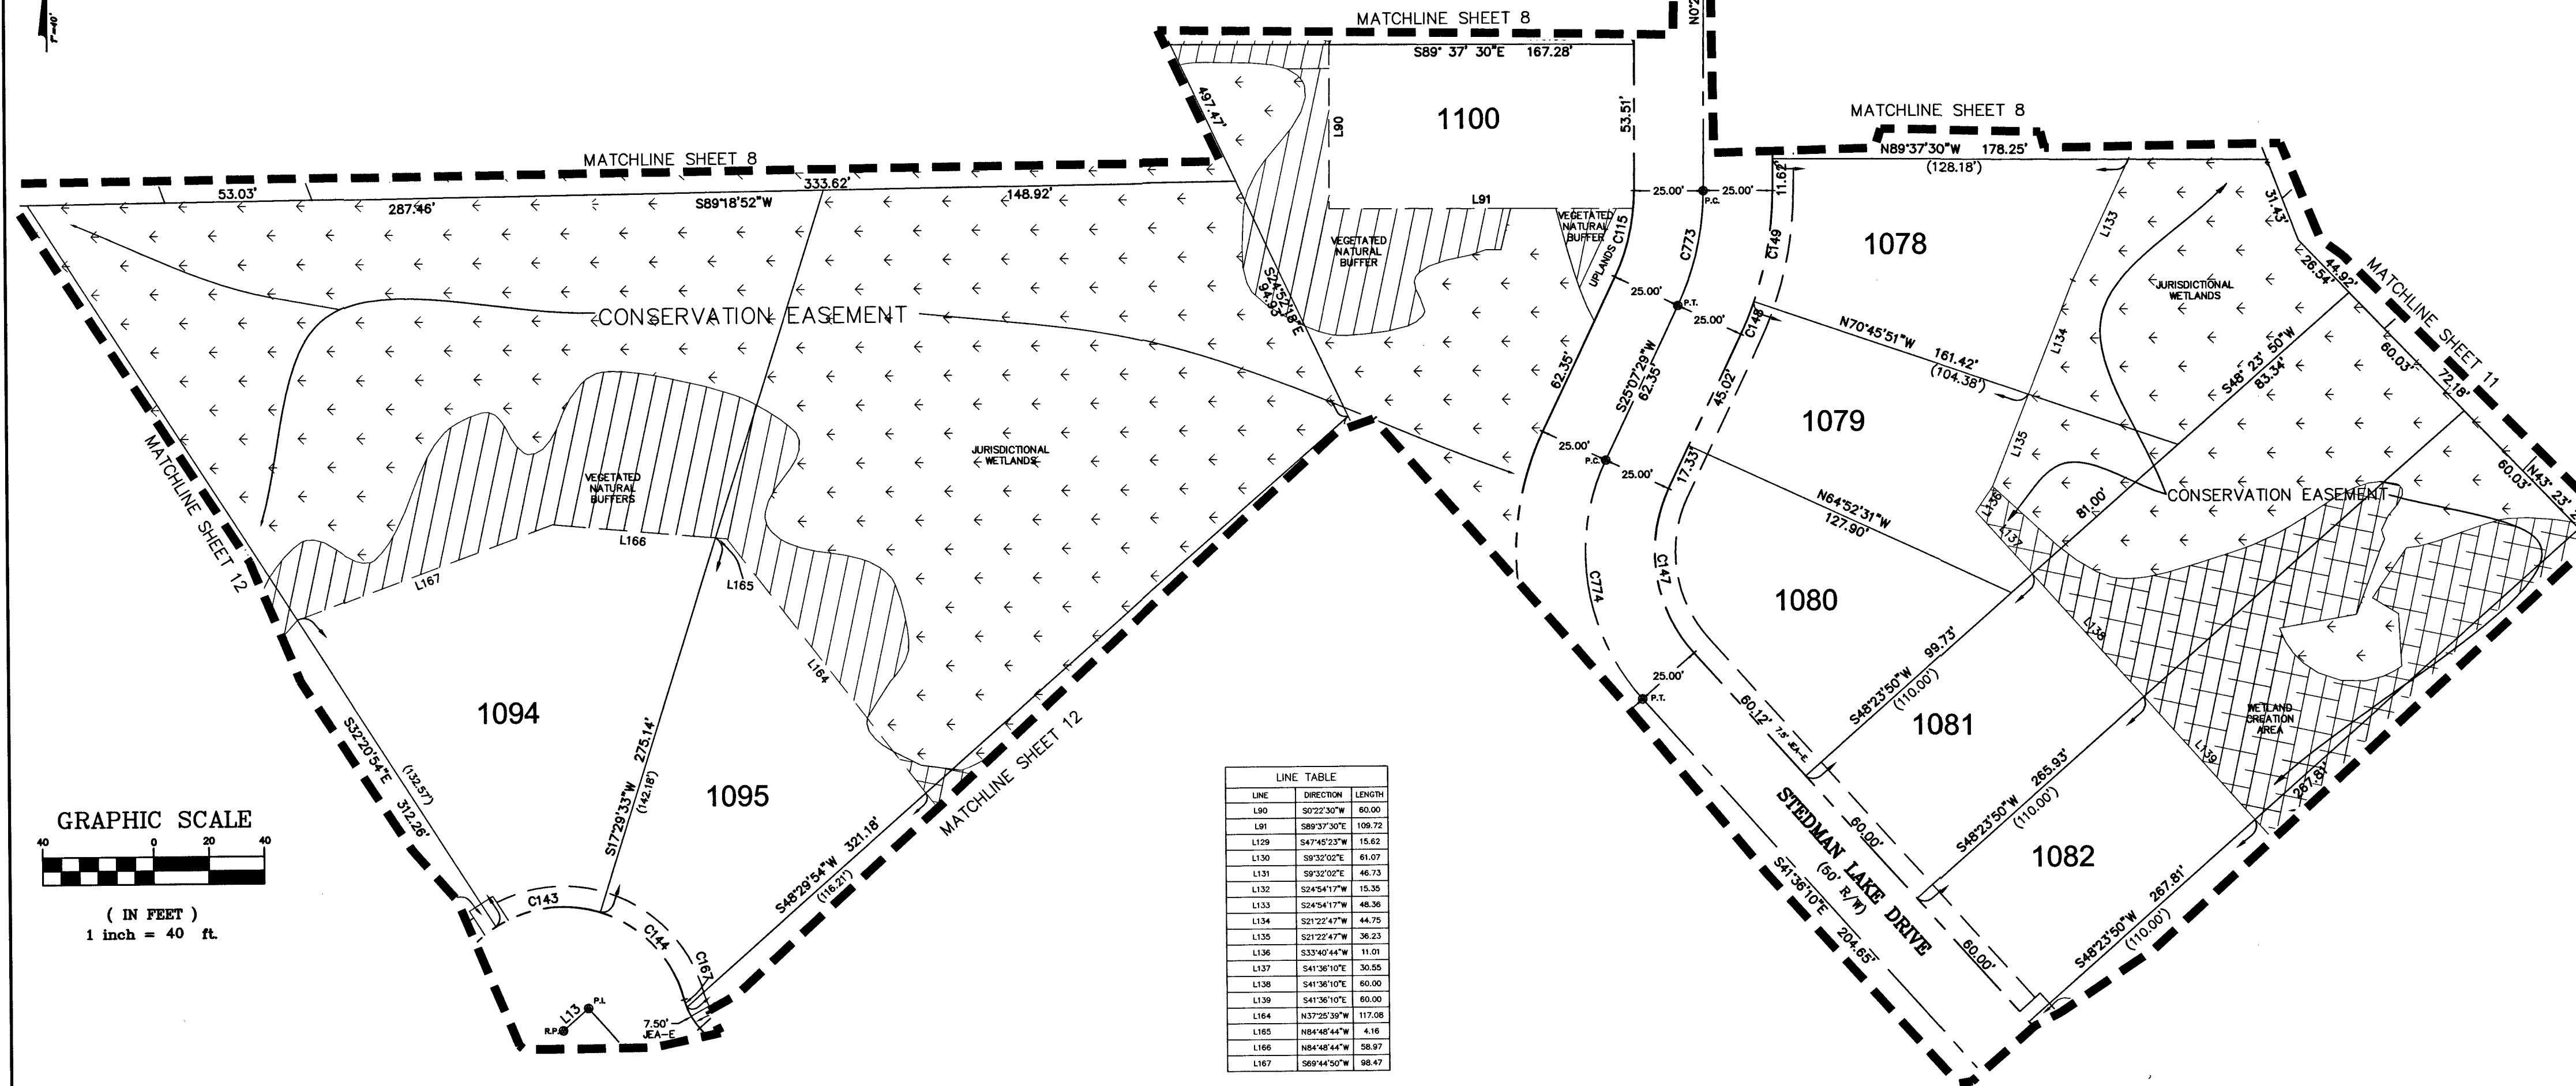 1"=40'
MATCHLINE SHEET 8
S89° 37' 30"E 167.28'
497.47'
L90
1100
53.51'
L91
MATCHLINE SHEET 8
53.03'
287.46'
333.62'
S89°18'52"W
148.92'
MATCHLINE SHEET 8
N89°37'30"W 178.25'
(128.18')
11.62'
25.00'
25.00'
P.C.
C149
1078
L133
31.43'
44.92'
26.54'
MATCHLINE SHEET 11
VEGETATED
NATURAL
BUFFER
VEGETATED
NATURAL
BUFFER
UPLANDS
C115
C773
S24°52'18"E
94.93'
25.00'
P.T.
25.00'
C148
CONSERVATION EASEMENT
JURISDICTIONAL
WETLANDS
L134
N70°45'51"W 161.42'
(104.38')
S48° 23' 50"W
83.34'
60.03'
72.18'
62.35'
S25°07'29"W
62.35'
45.02'
1079
L135
60.03'
N43° 23'
25.00'
P.C.
25.00'
17.33'
N64°52'31"W
127.90'
L136
L137
81.00'
CONSERVATION EASEMENT
MATCHLINE SHEET 12
VEGETATED
NATURAL
BUFFERS
JURISDICTIONAL
WETLANDS
L167
L166
L165
L164
C774
C147
1080
L138
99.73'
S48°23'50"W
(110.00')
25.00'
P.T.
60.12'
7.5' JEA-E
1081
WETLAND
CREATION
AREA
L139
267.81'
1094
1095
S32°20'54"E
(132.57')
312.26'
S17°29'33"W 275.14'
(142.18')
S48°29'54"W 321.18'
(116.21')
MATCHLINE SHEET 12
STEDMAN LAKE DRIVE
(50' R/W)
S41°36'10"E 204.65'
60.00'
S48°23'50"W 265.93'
(110.00')
1082
60.00'
S48°23'50"W 267.81'
(110.00')
GRAPHIC SCALE
40 0 20 40
( IN FEET )
1 inch = 40 ft.
C143
C144
C167
L13
P.I.
R.P.
7.50'
JEA-E
LINE TABLE
LINE DIRECTION LENGTH
L90 S0°22'30"W 60.00
L91 S89°37'30"E 109.72
L129 S47°45'23"W 15.62
L130 S9°32'02"E 61.07
L131 S9°32'02"E 46.73
L132 S24°54'17"W 15.35
L133 S24°54'17"W 48.36
L134 S21°22'47"W 44.75
L135 S21°22'47"W 36.23
L136 S33°40'44"W 11.01
L137 S41°36'10"E 30.55
L138 S41°36'10"E 60.00
L139 S41°36'10"E 60.00
L164 N37°25'39"W 117.08
L165 N84°48'44"W 4.16
L166 N84°48'44"W 58.97
L167 S69°44'50"W 98.47